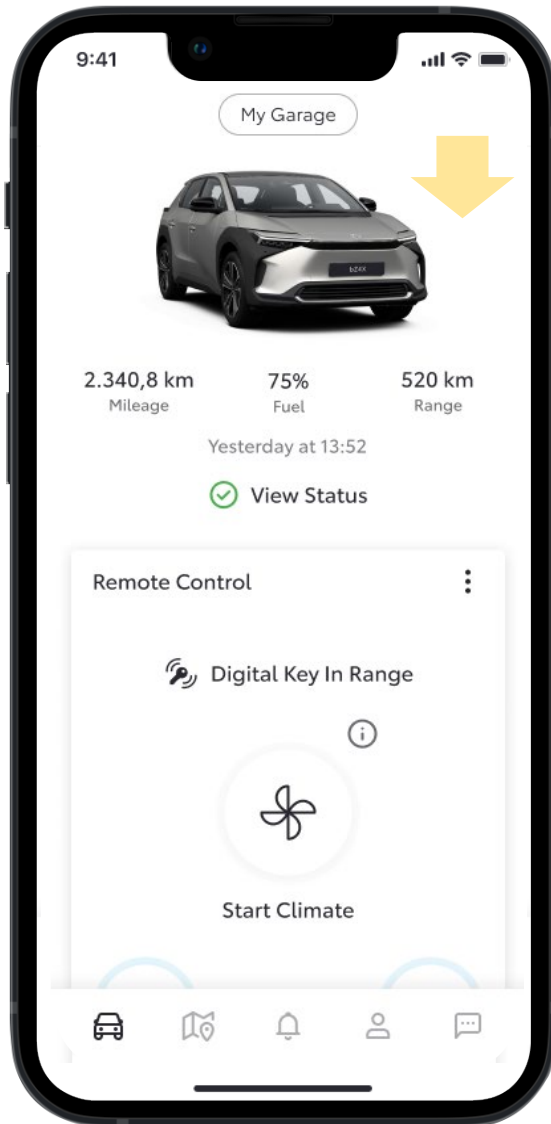 9:41
My Garage
bZ4X
2.340,8 km 75% 520 km
Mileage Fuel Range
Yesterday at 13:52
View Status
Remote Control
Digital Key In Range
Start Climate